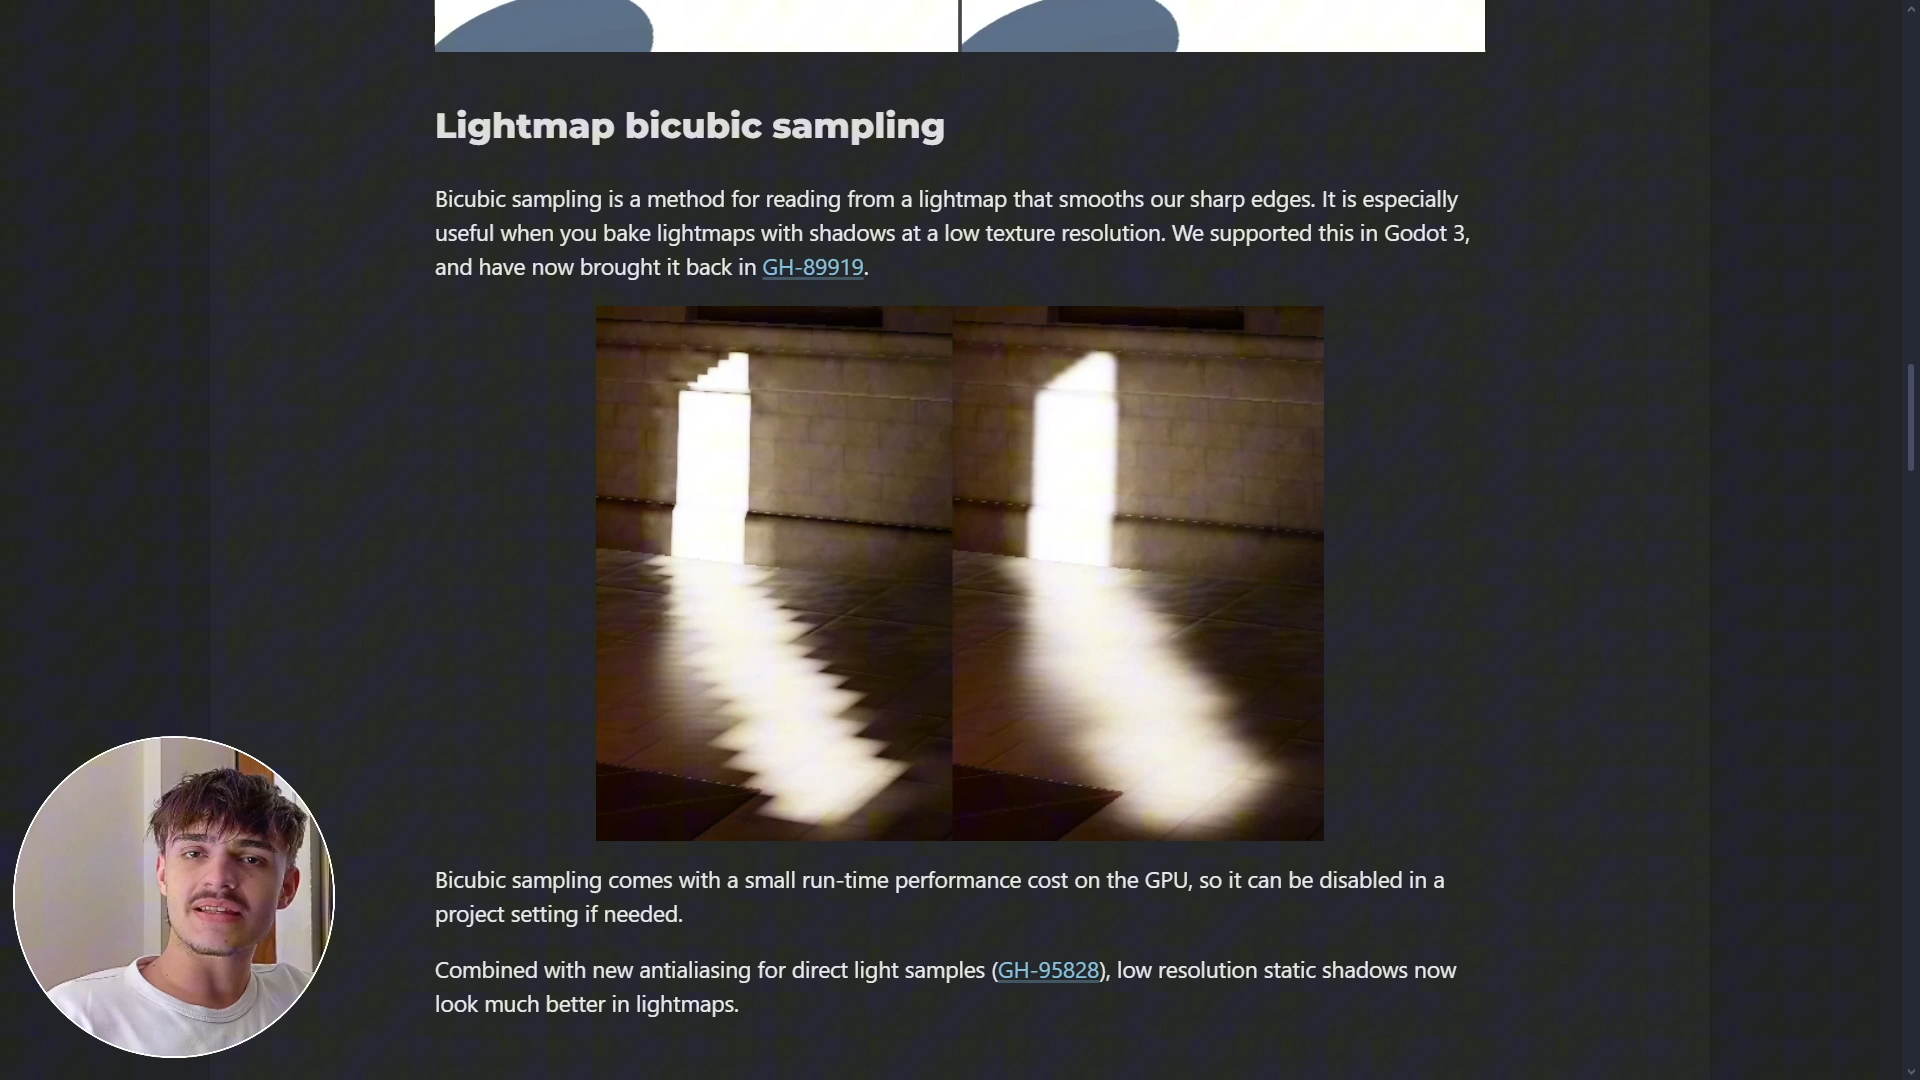 Lightmap bicubic sampling
Bicubic sampling is a method for reading from a lightmap that smooths our sharp edges. It is especially
useful when you bake lightmaps with shadows at a low texture resolution. We supported this in Godot 3,
and have now brought it back in GH-89919.
Bicubic sampling comes with a small run-time performance cost on the GPU, so it can be disabled in a
project setting if needed.
Combined with new antialiasing for direct light samples (GH-95828), low resolution static shadows now
look much better in lightmaps.